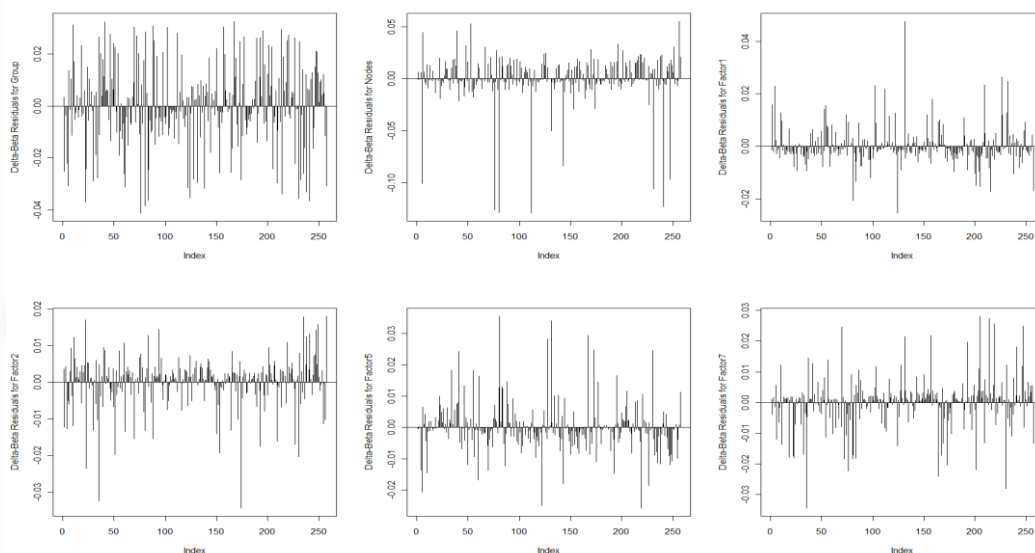 Delta-Beta Residuals for Group
0.02
0.00
-0.02
-0.04
0 50 100 150 200 250
Index
Delta-Beta Residuals for Nodes
0.05
0.00
-0.05
-0.10
0 50 100 150 200 250
Index
Delta-Beta Residuals for Factor1
0.04
0.02
0.00
-0.02
0 50 100 150 200 250
Index
Delta-Beta Residuals for Factor2
0.02
0.01
0.00
-0.01
-0.02
-0.03
0 50 100 150 200 250
Index
Delta-Beta Residuals for Factor5
0.03
0.02
0.01
0.00
-0.01
-0.02
0 50 100 150 200 250
Index
Delta-Beta Residuals for Factor7
0.03
0.02
0.01
0.00
-0.01
-0.02
-0.03
0 50 100 150 200 250
Index